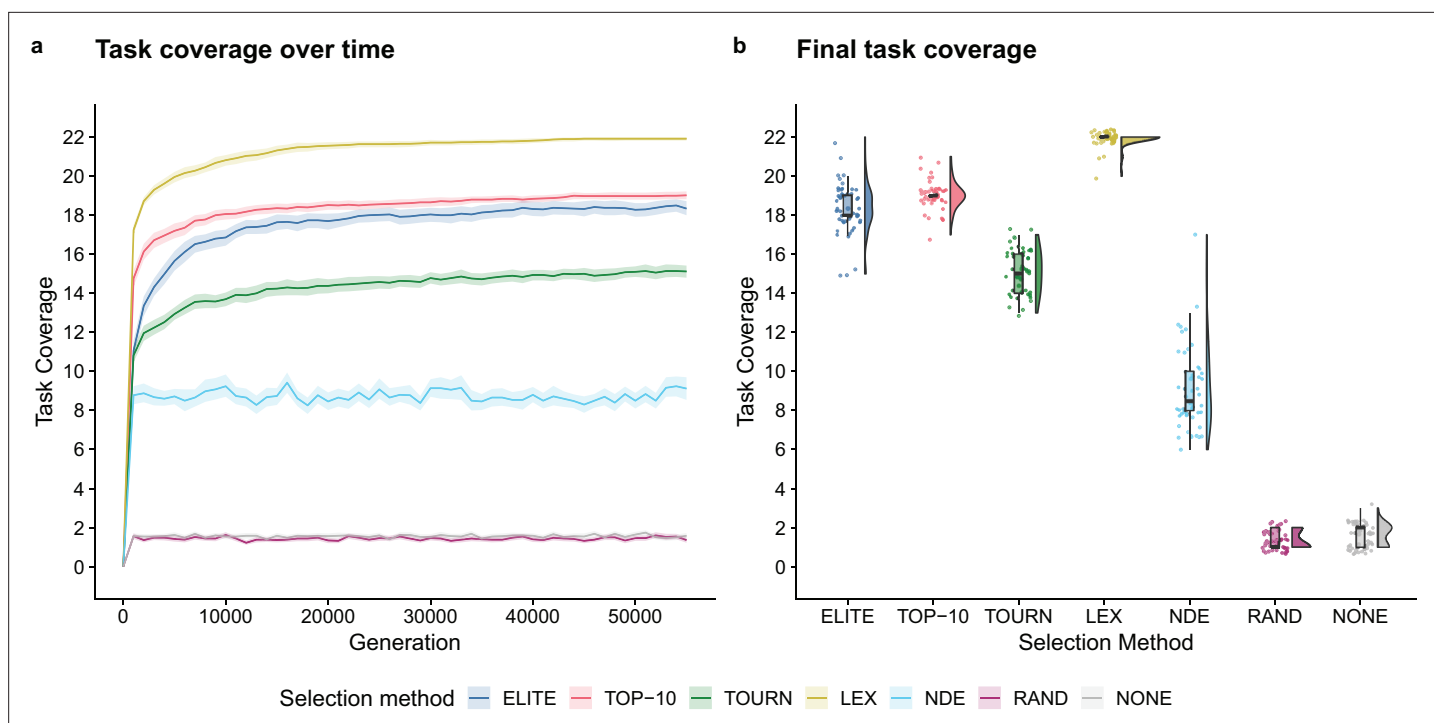 a Task coverage over time
Task Coverage
22
20
18
16
14
12
10
8
6
4
2
0
0 10000 20000 30000 40000 50000
Generation
b Final task coverage
Task Coverage
22
20
18
16
14
12
10
8
6
4
2
0
ELITE TOP−10 TOURN LEX NDE RAND NONE
Selection Method
Selection method ELITE TOP−10 TOURN LEX NDE RAND NONE